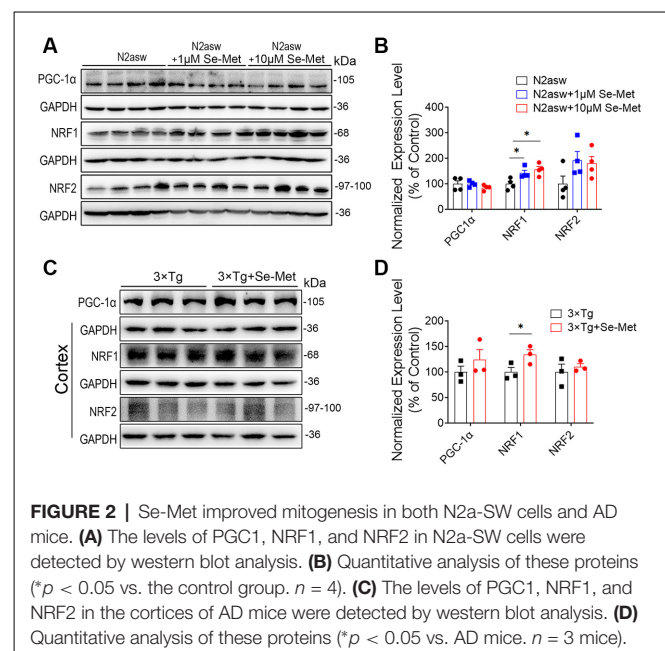 A
N2asw
N2asw
+1μM Se-Met
N2asw
+10μM Se-Met
kDa
PGC-1α
-105
GAPDH
-36
NRF1
-68
GAPDH
-36
NRF2
-97-100
GAPDH
-36
B
N2asw
N2asw+1μM Se-Met
N2asw+10μM Se-Met
Normalized Expression Level
(% of Control)
400
300
200
100
0
*
*
PGC1α
NRF1
NRF2
C
3×Tg
3×Tg+Se-Met
kDa
Cortex
PGC-1α
-105
GAPDH
-36
NRF1
-68
GAPDH
-36
NRF2
-97-100
GAPDH
-36
D
3×Tg
3×Tg+Se-Met
Normalized Expression Level
(% of Control)
200
150
100
50
0
*
PGC-1α
NRF1
NRF2
FIGURE 2 | Se-Met improved mitogenesis in both N2a-SW cells and AD
mice. (A) The levels of PGC1, NRF1, and NRF2 in N2a-SW cells were
detected by western blot analysis. (B) Quantitative analysis of these proteins
(*p < 0.05 vs. the control group. n = 4). (C) The levels of PGC1, NRF1, and
NRF2 in the cortices of AD mice were detected by western blot analysis. (D)
Quantitative analysis of these proteins (*p < 0.05 vs. AD mice. n = 3 mice).